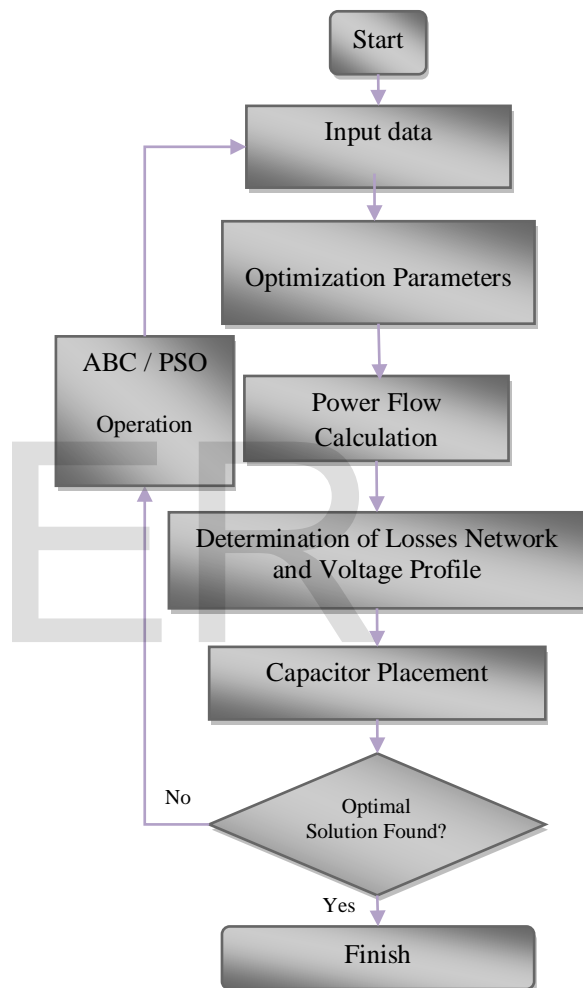 Start
Input data
Optimization Parameters
ABC / PSO
Operation
Power Flow
Calculation
Determination of Losses Network
and Voltage Profile
Capacitor Placement
No
Optimal
Solution Found?
Yes
Finish
ER